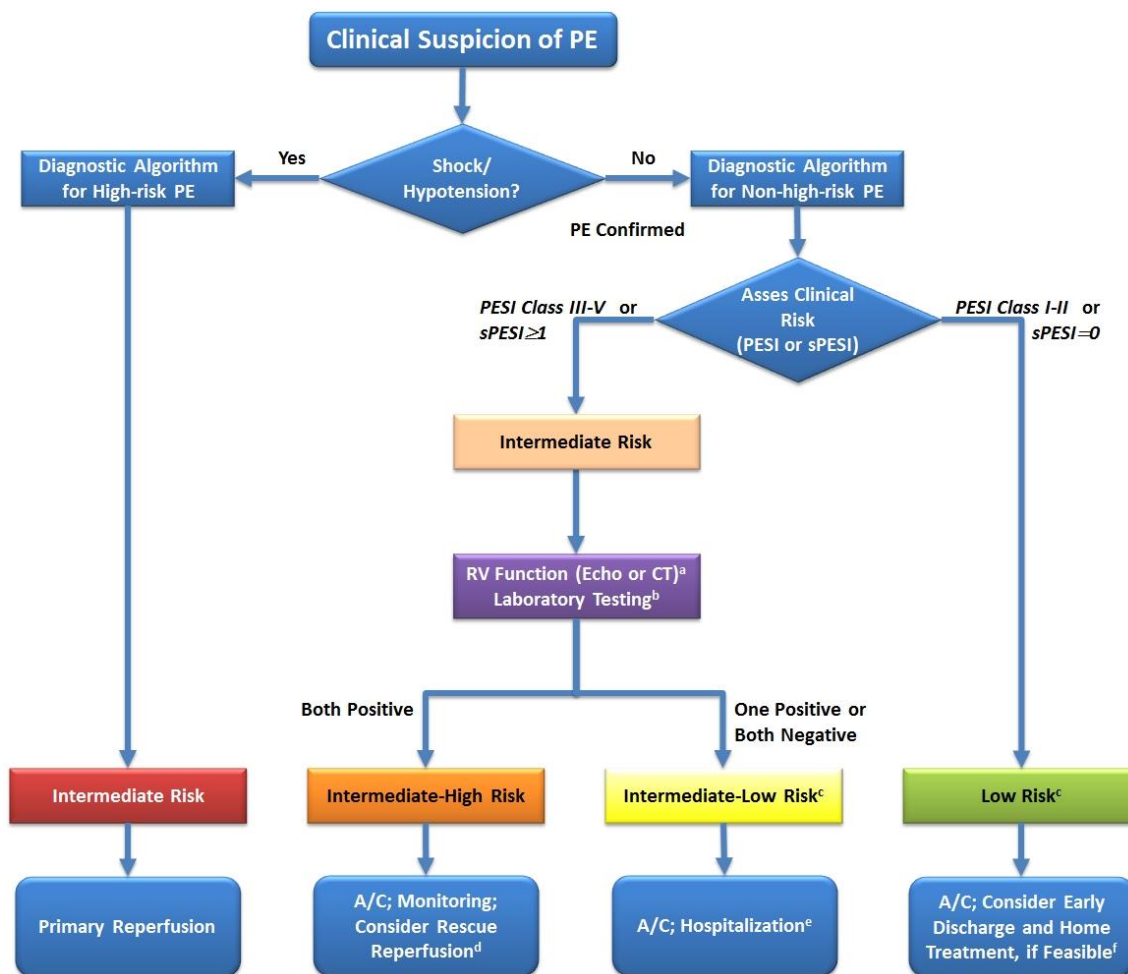 Clinical Suspicion of PE
Diagnostic Algorithm
for High-risk PE
Yes
Shock/
Hypotension?
No
Diagnostic Algorithm
for Non-high-risk PE
PE Confirmed
PESI Class III-V or
sPESI≥1
Asses Clinical
Risk
(PESI or sPESI)
PESI Class I-II or
sPESI=0
Intermediate Risk
RV Function (Echo or CT)ᵃ
Laboratory Testingᵇ
Both Positive
One Positive or
Both Negative
Intermediate Risk
Intermediate-High Risk
Intermediate-Low Riskᶜ
Low Riskᶜ
Primary Reperfusion
A/C; Monitoring;
Consider Rescue
Reperfusionᵈ
A/C; Hospitalizationᵉ
A/C; Consider Early
Discharge and Home
Treatment, if Feasibleᶠ